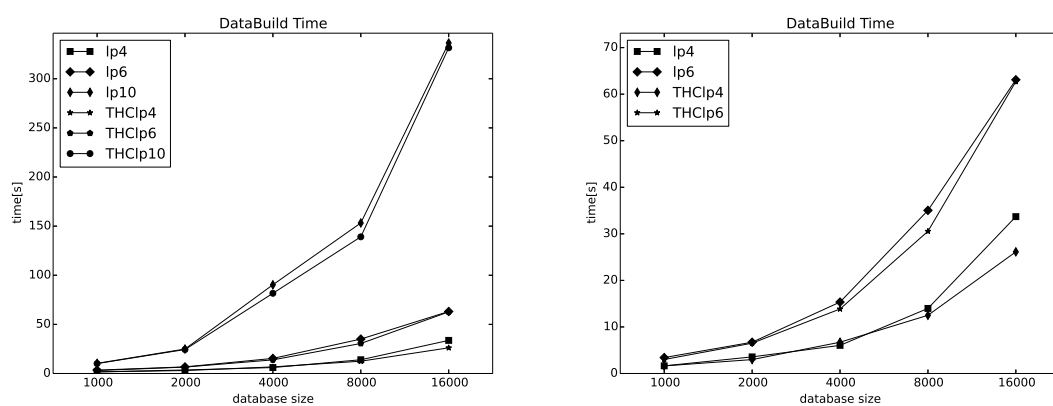 DataBuild Time
lp4
lp6
lp10
THClp4
THClp6
THClp10
300
250
200
150
100
50
0
time[s]
1000 2000 4000 8000 16000
database size
DataBuild Time
lp4
lp6
THClp4
THClp6
70
60
50
40
30
20
10
0
time[s]
1000 2000 4000 8000 16000
database size